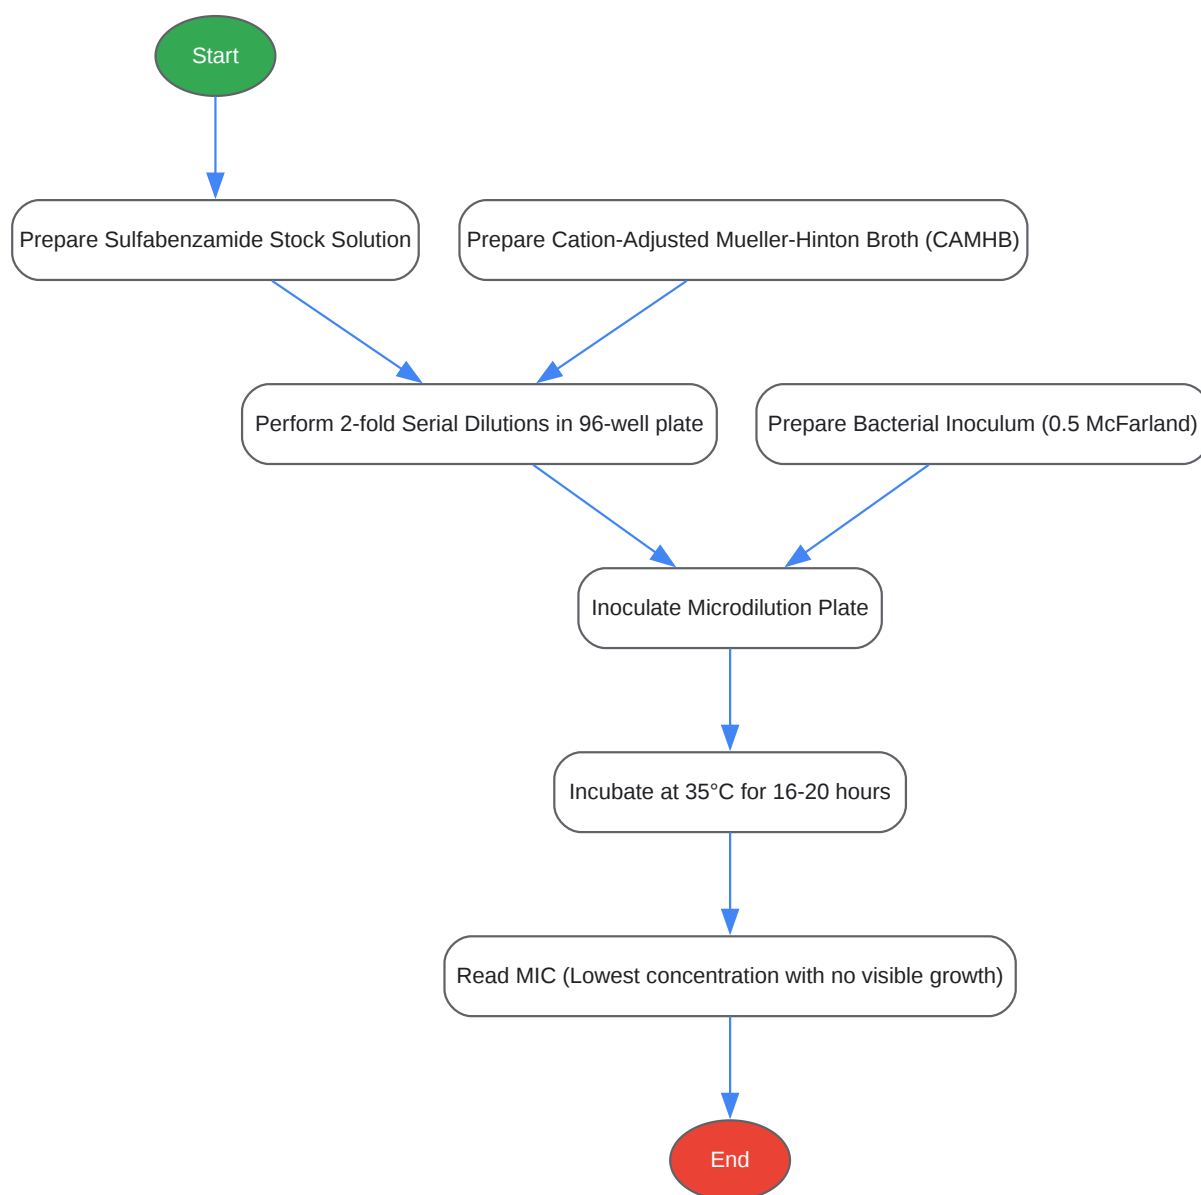 Start
Prepare Sulfabenzamide Stock Solution
Prepare Cation-Adjusted Mueller-Hinton Broth (CAMHB)
Perform 2-fold Serial Dilutions in 96-well plate
Prepare Bacterial Inoculum (0.5 McFarland)
Inoculate Microdilution Plate
Incubate at 35°C for 16-20 hours
Read MIC (Lowest concentration with no visible growth)
End